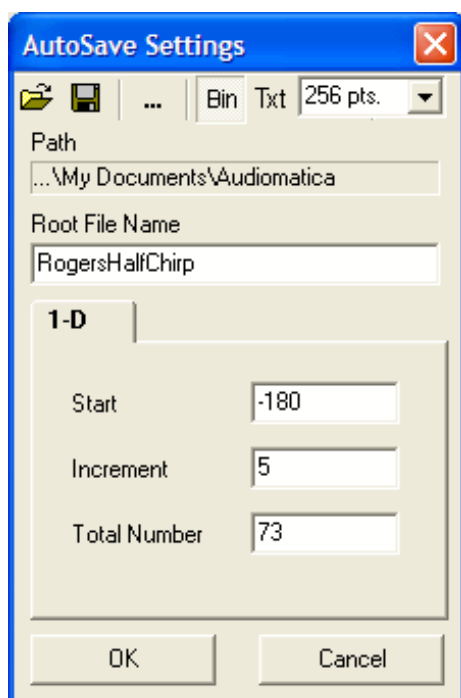 AutoSave Settings
... Bin Txt 256 pts.
Path
...\My Documents\Audiomatica
Root File Name
RogersHalfChirp
1-D
Start -180
Increment 5
Total Number 73
OK Cancel